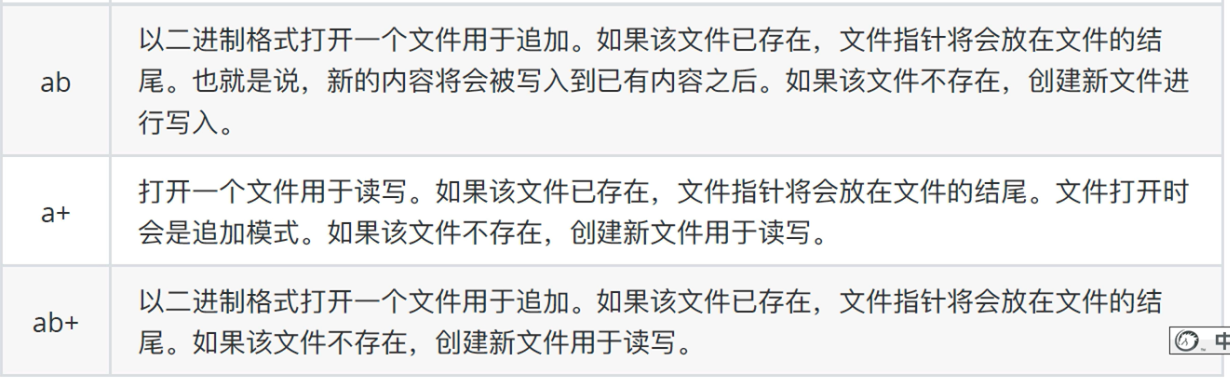 以二进制格式打开一个文件用于追加。如果该文件已存在，文件指针将会放在文件的结
ab
尾。也就是说，新的内容将会被写入到已有内容之后。如果该文件不存在，创建新文件进
行写入。
打开一个文件用于读写。如果该文件已存在，文件指针将会放在文件的结尾。文件打开时
a+
会是追加模式。如果该文件不存在，创建新文件用于读写。
以二进制格式打开一个文件用于追加。如果该文件已存在，文件指针将会放在文件的结
ab+
尾。如果该文件不存在，创建新文件用于读写。
中